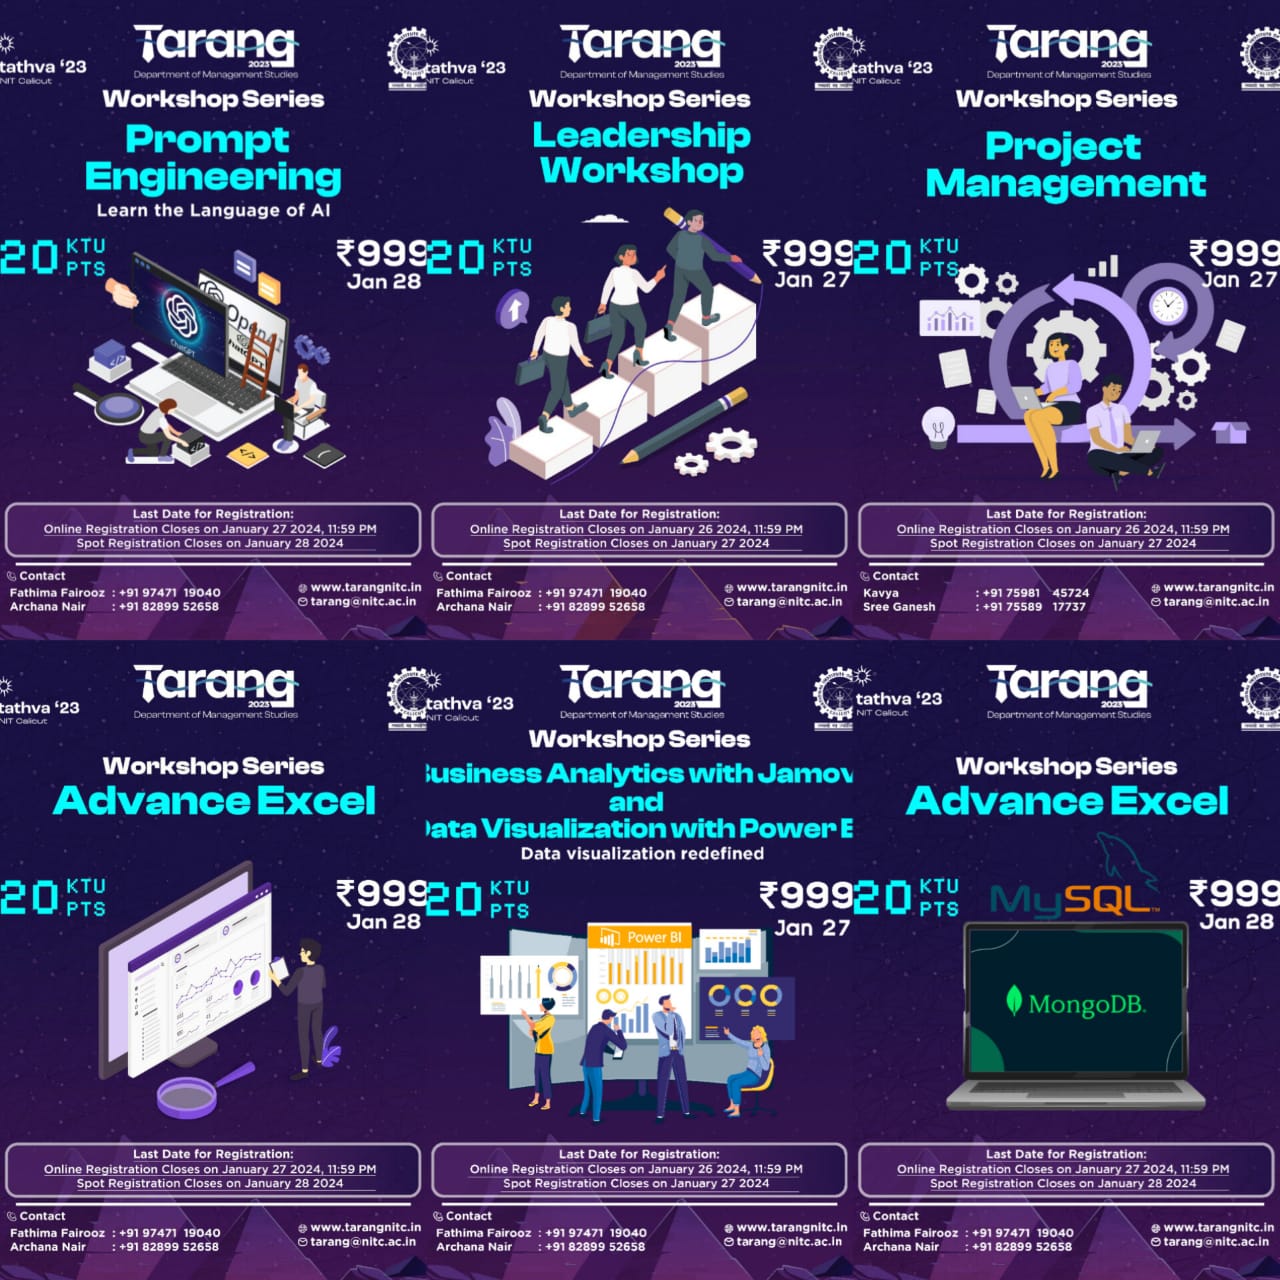 tathva ‘23
NIT Calicut
Tarang
2023
Department of Management Studies
Workshop Series
Prompt
Engineering
Learn the Language of AI
20 KTU PTS
₹999
Jan 28
ChatGPT
Last Date for Registration:
Online Registration Closes on January 27 2024, 11:59 PM
Spot Registration Closes on January 28 2024
Contact
Fathima Fairooz : +91 97471 19040
Archana Nair : +91 82899 52658
www.tarangnitc.in
tarang@nitc.ac.in
tathva ‘23
NIT Calicut
Tarang
2023
Department of Management Studies
Workshop Series
Leadership
Workshop
20 KTU PTS
₹999
Jan 27
Last Date for Registration:
Online Registration Closes on January 26 2024, 11:59 PM
Spot Registration Closes on January 27 2024
Contact
Fathima Fairooz : +91 97471 19040
Archana Nair : +91 82899 52658
www.tarangnitc.in
tarang@nitc.ac.in
tathva ‘23
NIT Calicut
Tarang
2023
Department of Management Studies
Workshop Series
Project
Management
20 KTU PTS
₹999
Jan 27
Last Date for Registration:
Online Registration Closes on January 26 2024, 11:59 PM
Spot Registration Closes on January 27 2024
Contact
Kavya : +91 75981 45724
Sree Ganesh : +91 75589 17737
www.tarangnitc.in
tarang@nitc.ac.in
tathva ‘23
NIT Calicut
Tarang
2023
Department of Management Studies
Workshop Series
Advance Excel
20 KTU PTS
₹999
Jan 28
Last Date for Registration:
Online Registration Closes on January 27 2024, 11:59 PM
Spot Registration Closes on January 28 2024
Contact
Fathima Fairooz : +91 97471 19040
Archana Nair : +91 82899 52658
www.tarangnitc.in
tarang@nitc.ac.in
tathva ‘23
NIT Calicut
Tarang
2023
Department of Management Studies
Workshop Series
usiness Analytics with Jamov
and
ata Visualization with Power
Data visualization redefined
20 KTU PTS
₹999
Jan 27
Power BI
Last Date for Registration:
Online Registration Closes on January 26 2024, 11:59 PM
Spot Registration Closes on January 27 2024
Contact
Fathima Fairooz : +91 97471 19040
Archana Nair : +91 82899 52658
www.tarangnitc.in
tarang@nitc.ac.in
tathva ‘23
NIT Calicut
Tarang
2023
Department of Management Studies
Workshop Series
Advance Excel
20 KTU PTS
₹999
Jan 28
MySQL™
MongoDB.
Last Date for Registration:
Online Registration Closes on January 27 2024, 11:59 PM
Spot Registration Closes on January 28 2024
Contact
Fathima Fairooz : +91 97471 19040
Archana Nair : +91 82899 52658
www.tarangnitc.in
tarang@nitc.ac.in